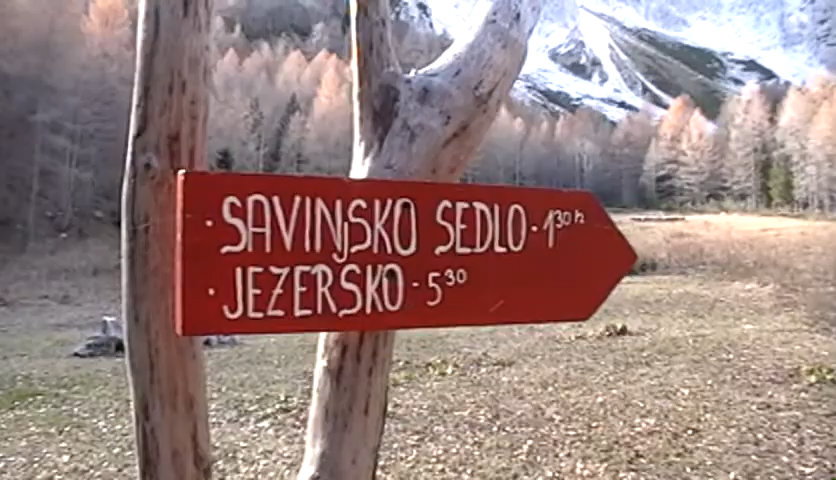 · SAVINJSKO SEDLO · 1³⁰ h
· JEZERSKO - 5³⁰